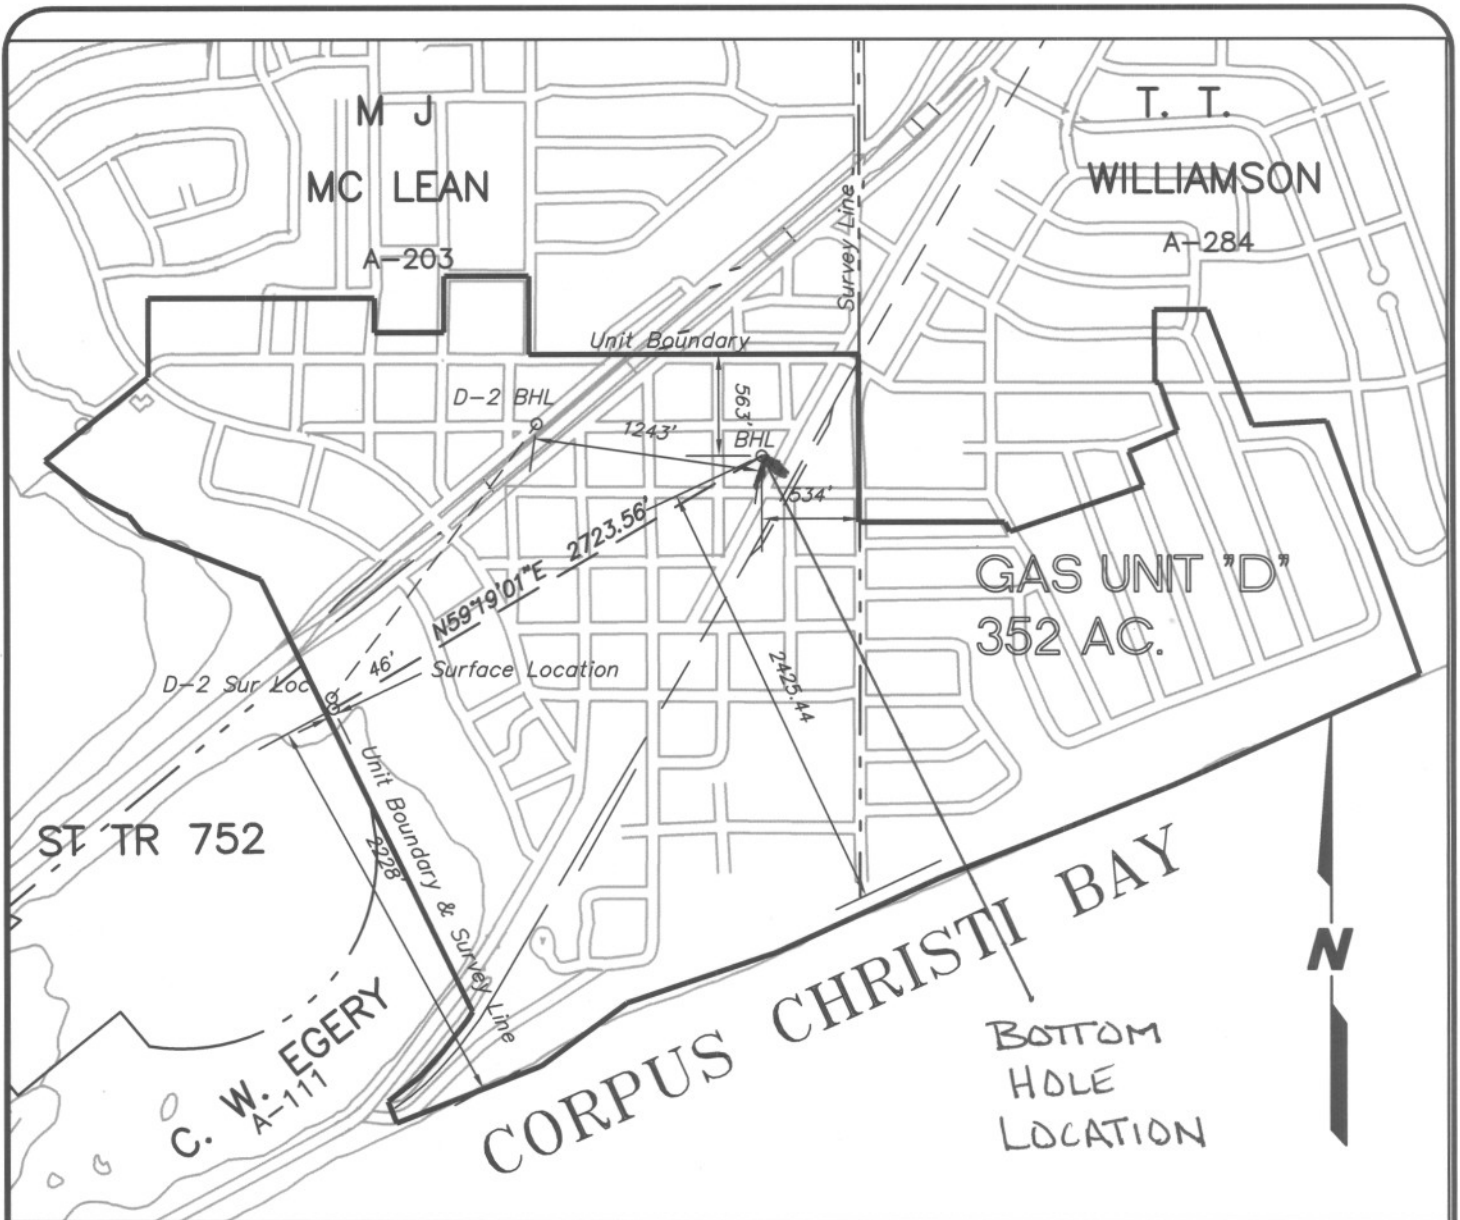 M J
T. T.
MC LEAN
WILLIAMSON
A-203
A-284
Survey Line
Unit Boundary
D-2 BHL
563'
1243'
BHL
534'
N59°19'01"E 2723.56'
GAS UNIT "D"
352 AC.
46'
Surface Location
D-2 Sur Loc
2425.44
Unit Boundary & Survey Line
ST TR 752
2228'
CORPUS CHRISTI BAY
N
C. W. EGERY
A-111
BOTTOM
HOLE
LOCATION